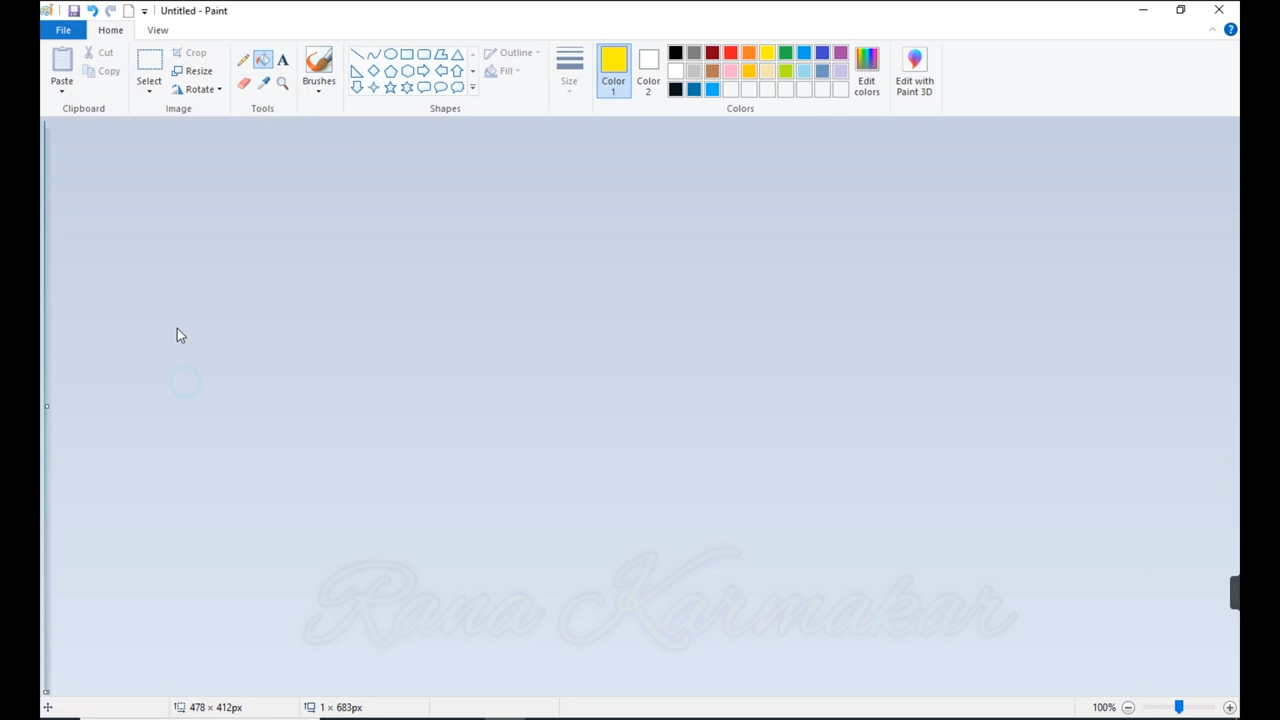 Untitled - Paint
File Home View
Paste Cut Copy Clipboard
Select Crop Resize Rotate Image
Tools
Brushes
Outline Fill Shapes
Size
Color 1 Color 2 Edit colors Colors
Edit with Paint 3D
Rana Karmakar
478 × 412px 1 × 683px 100%